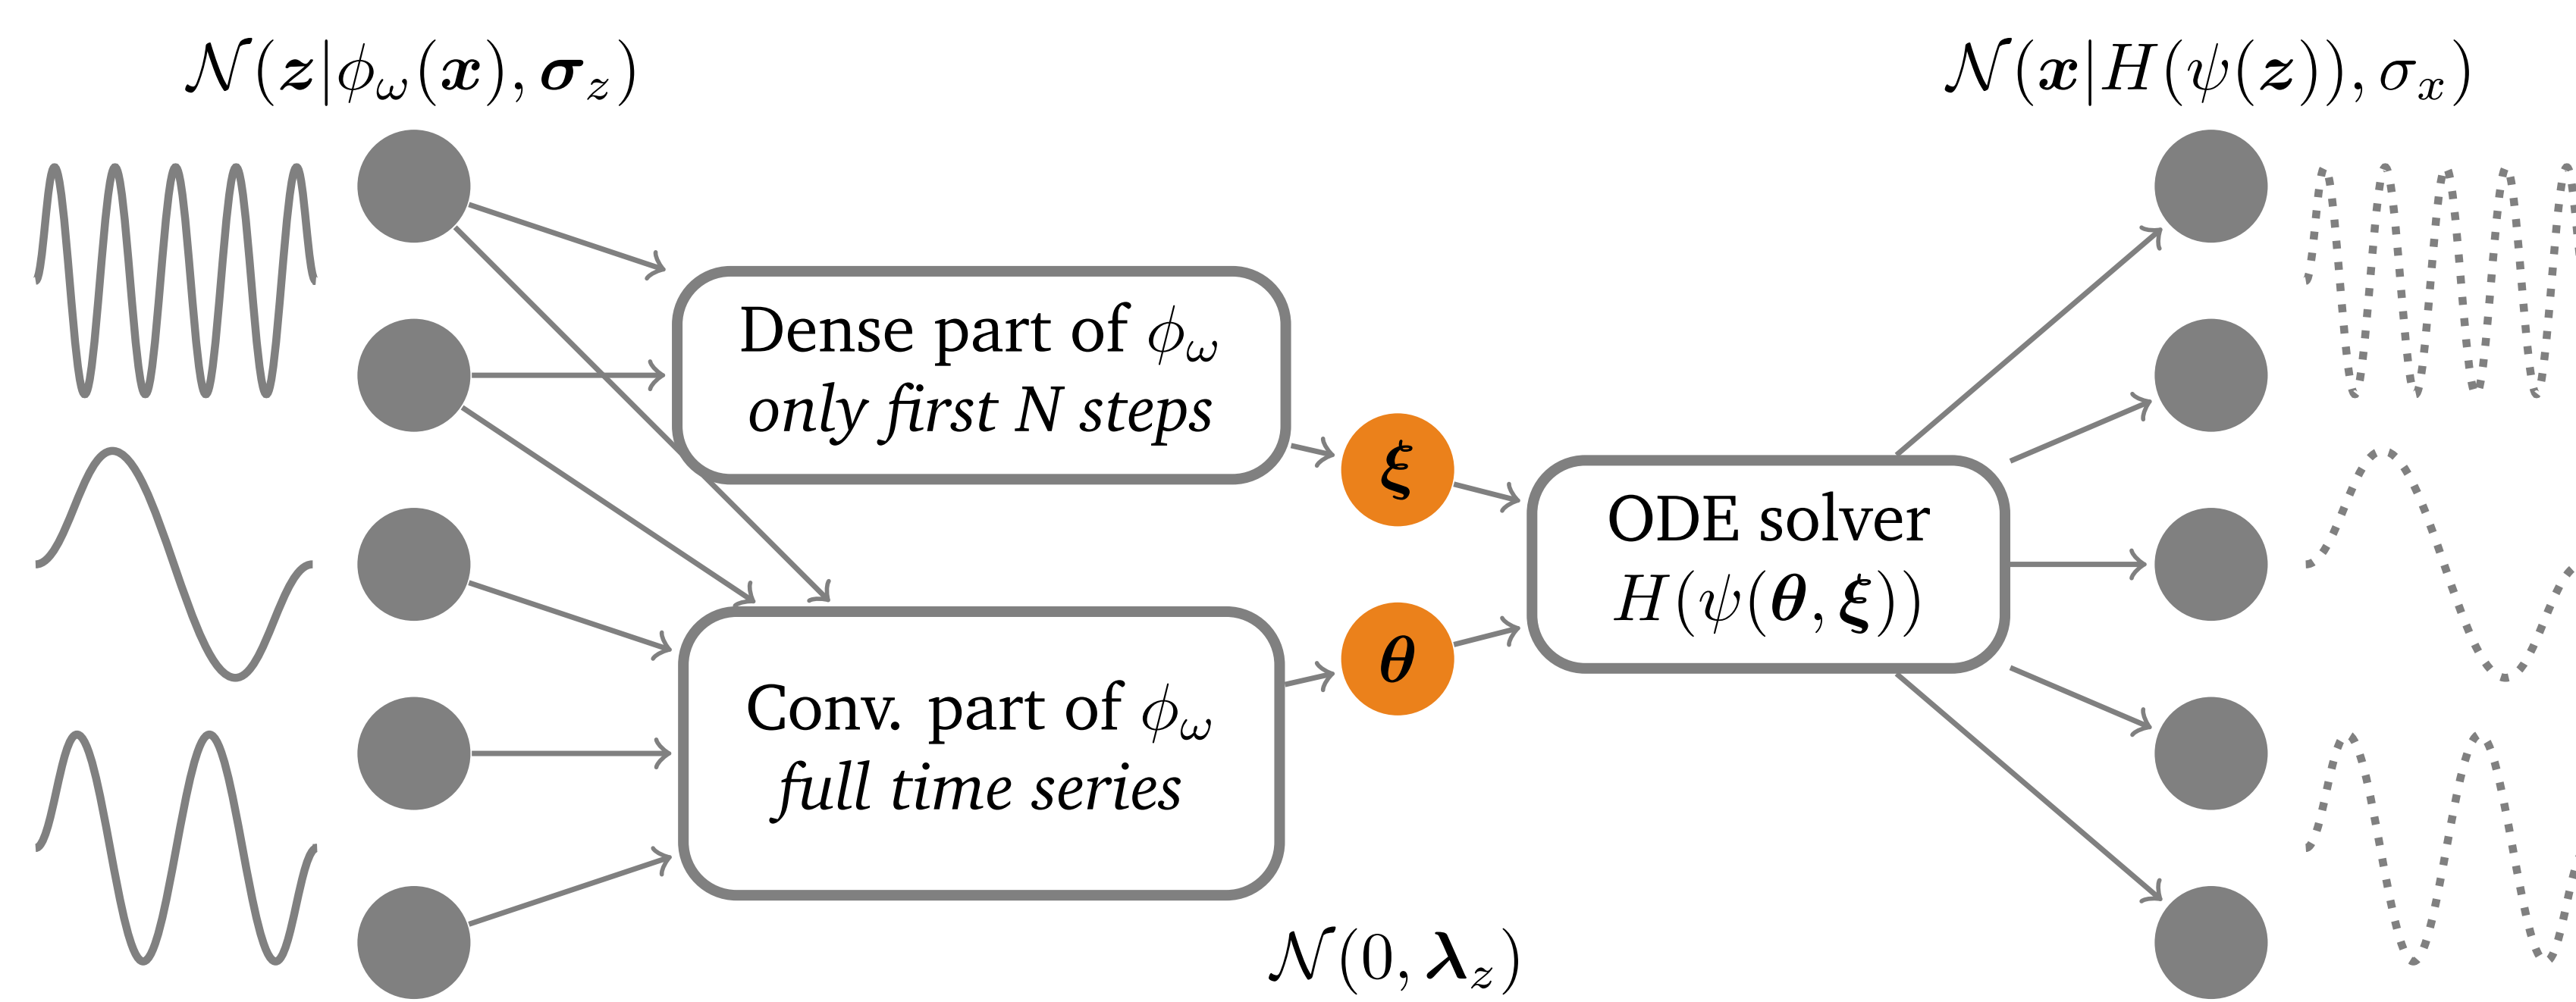 𝒩(𝒛|ϕ_ω(𝒙), 𝝈_z)
𝒩(𝒙|H(ψ(𝒛)), σ_x)
Dense part of ϕ_ω
only first N steps
𝝃
ODE solver
H(ψ(𝜽, 𝝃))
𝜽
Conv. part of ϕ_ω
full time series
𝒩(0, 𝝀_z)